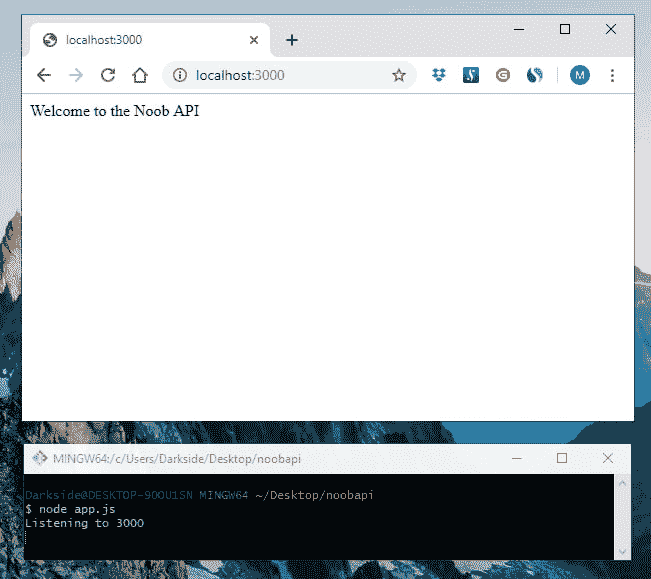 localhost:3000
localhost:3000
M
Welcome to the Noob API
MINGW64:/c/Users/Darkside/Desktop/noobapi
Darkside@DESKTOP-9OOU1SN MINGW64 ~/Desktop/noobapi
$ node app.js
Listening to 3000